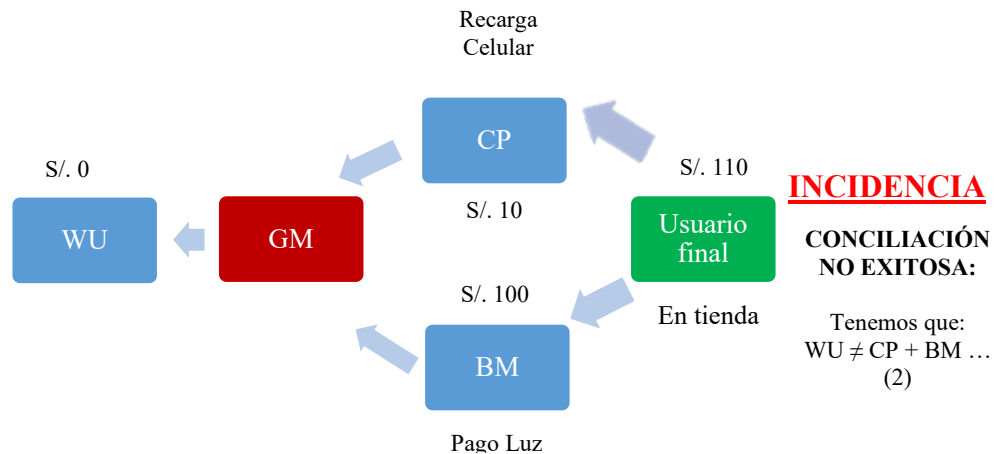 Recarga
Celular
CP
S/. 10
S/. 0
WU
GM
S/. 110
Usuario
final
En tienda
S/. 100
BM
Pago Luz
INCIDENCIA
CONCILIACIÓN
NO EXITOSA:
Tenemos que:
WU ≠ CP + BM …
(2)